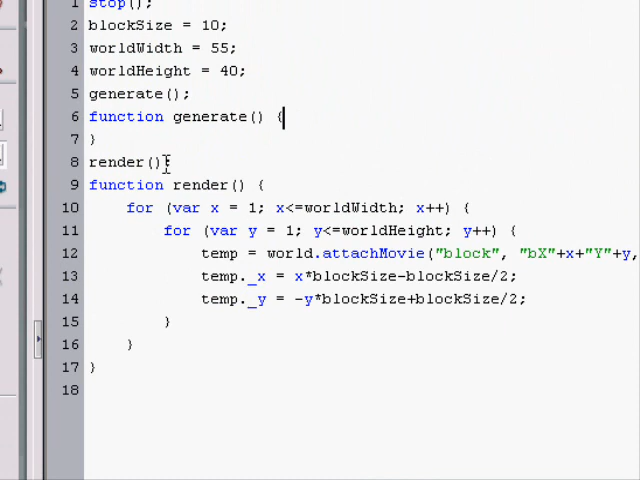 1 stop();
2 blockSize = 10;
3 worldWidth = 55;
4 worldHeight = 40;
5 generate();
6 function generate() {
7 }
8 render();
9 function render() {
10 for (var x = 1; x<=worldWidth; x++) {
11 for (var y = 1; y<=worldHeight; y++) {
12 temp = world.attachMovie("block", "bX"+x+"Y"+y,
13 temp._x = x*blockSize-blockSize/2;
14 temp._y = -y*blockSize+blockSize/2;
15 }
16 }
17 }
18